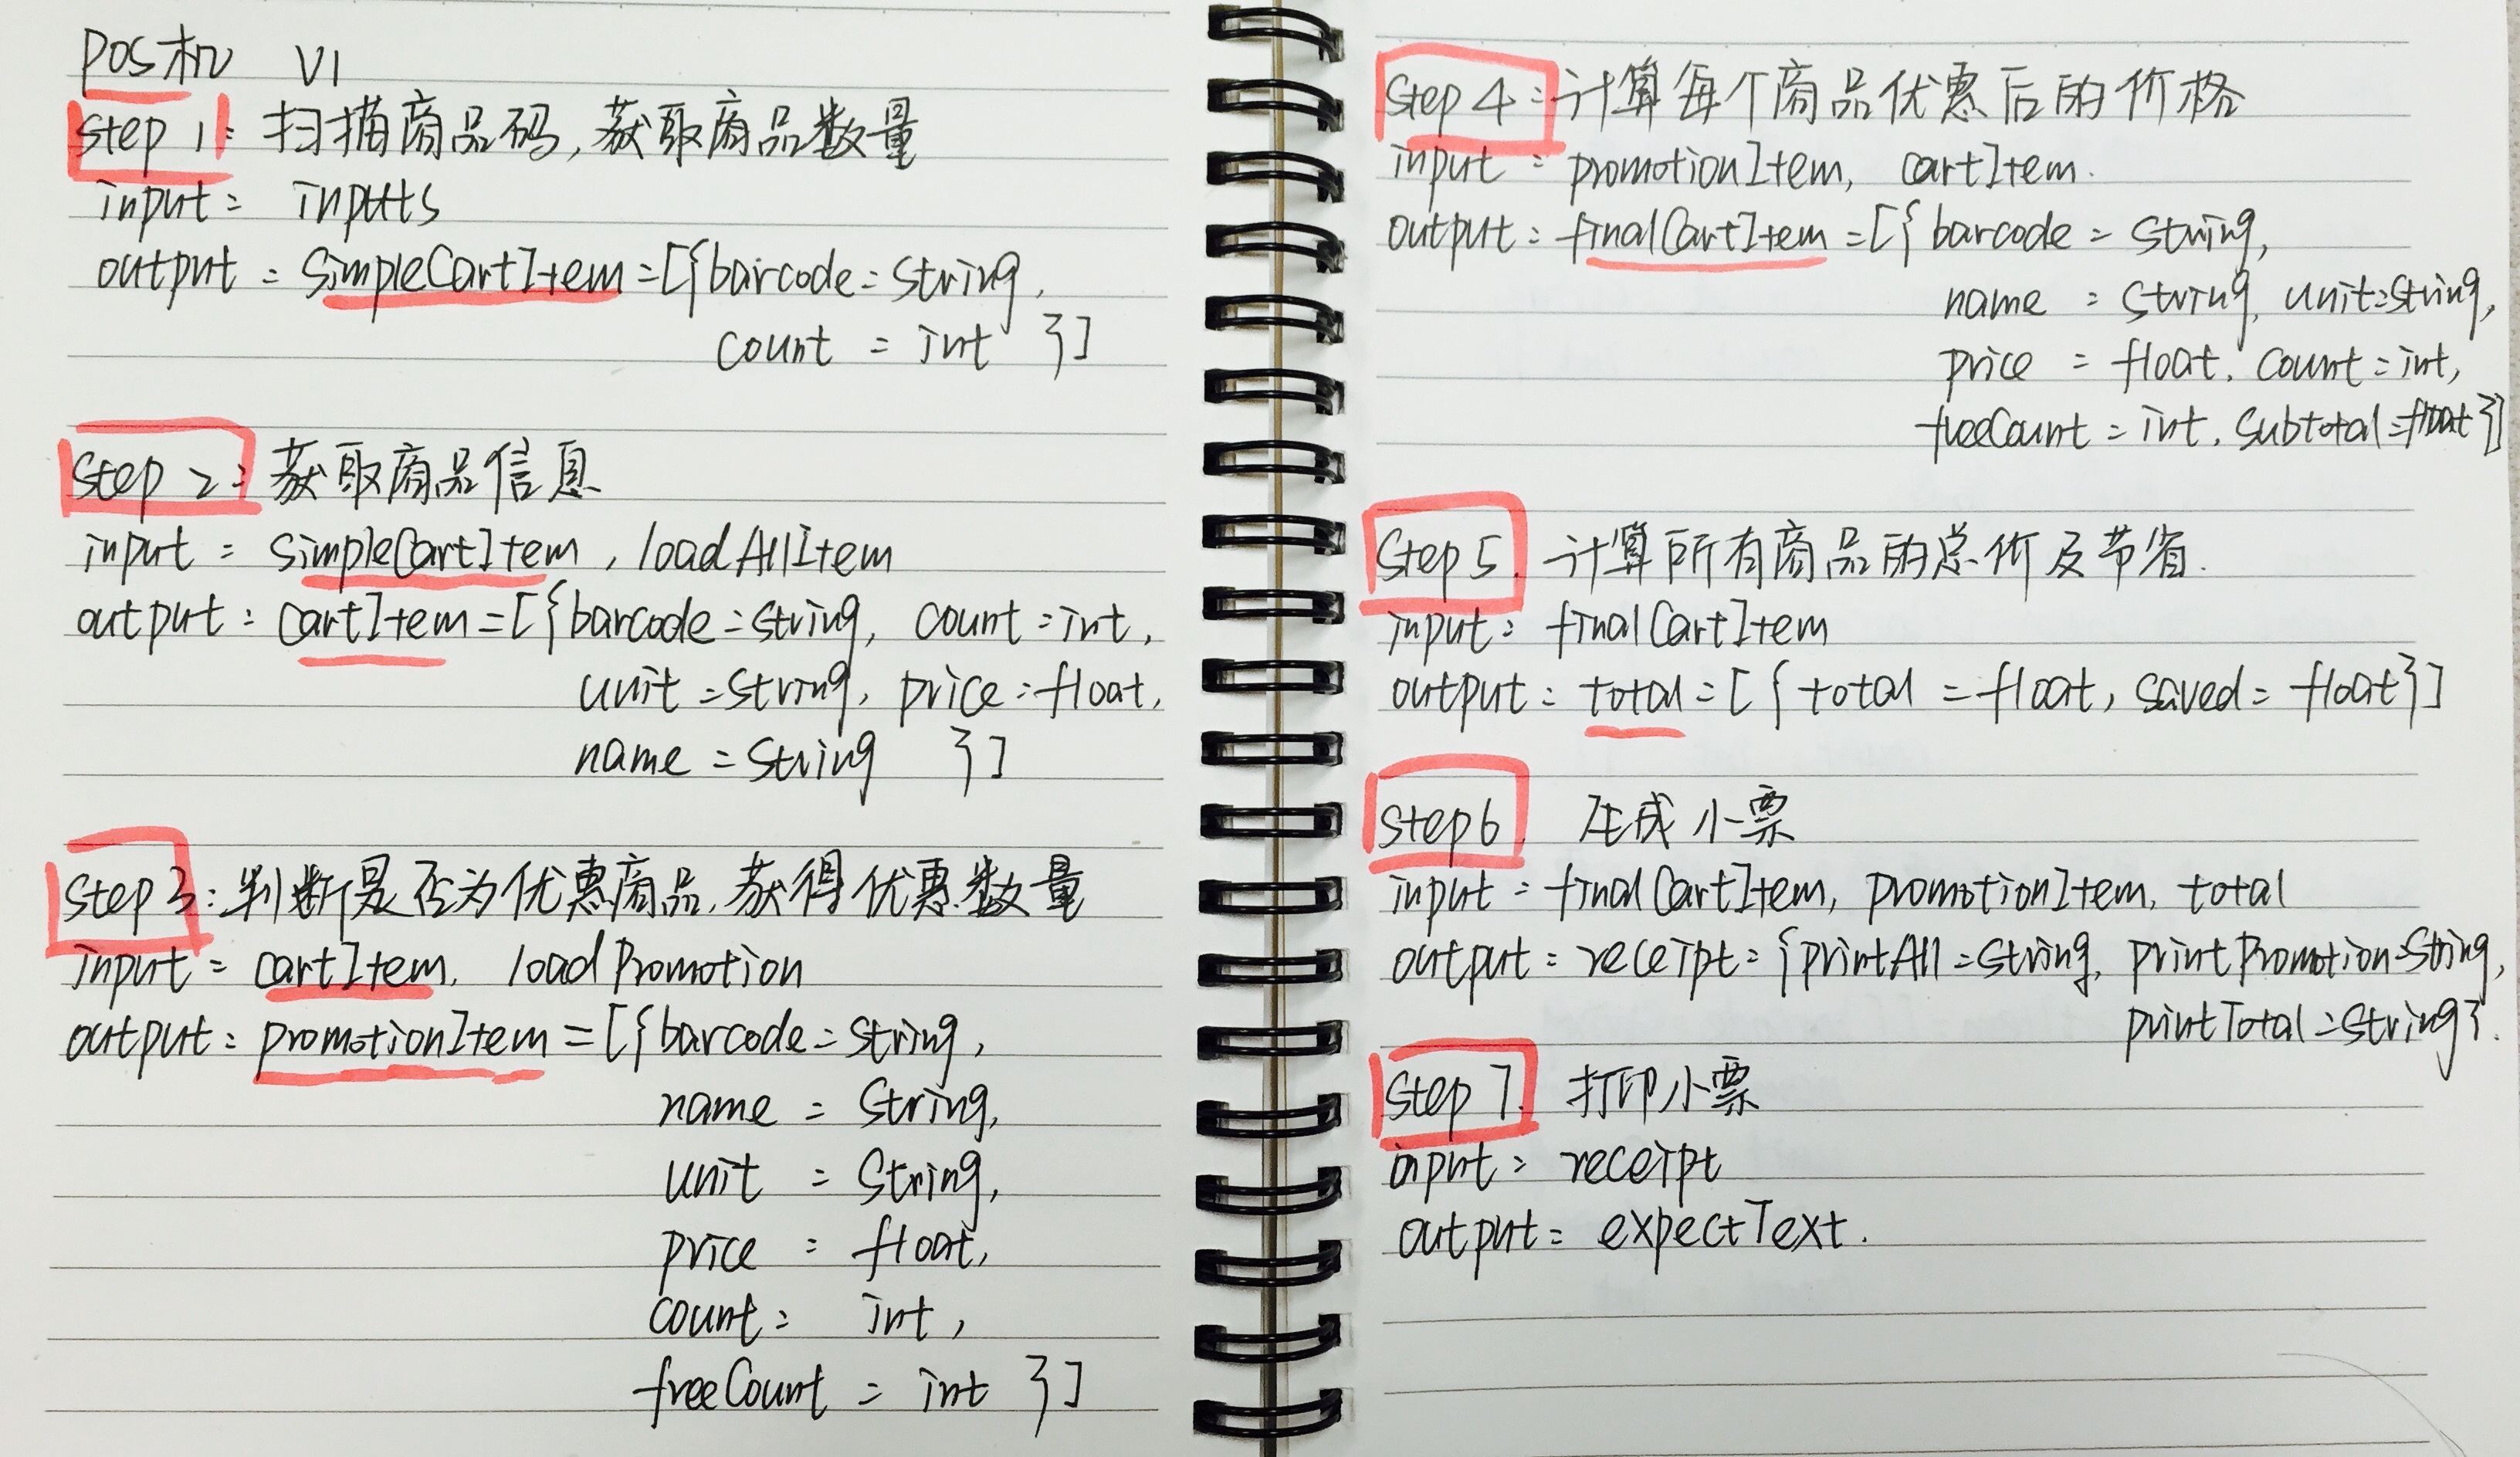 pos机 V1
step 1: 扫描商品码,获取商品数量
input: inputs
output: simpleCartItem=[{barcode:string,
count: int }]
step 2: 获取商品信息
input: simpleCartItem, loadAllItem
output: cartItem=[{barcode:string, count:int,
unit:string, price:float,
name:string }]
step 3: 判断是否为优惠商品,获得优惠数量
input: cartItem, loadPromotion
output: promotionItem=[{barcode:string,
name: string,
unit: string,
price: float,
count: int,
freeCount: int }]
step 4: 计算每个商品优惠后的价格
input: promotionItem, cartItem.
output: finalCartItem=[{barcode: string,
name: string, unit:string,
price: float, count:int,
freeCount: int, subtotal:float}]
step 5. 计算所有商品的总价及节省.
input: finalCartItem
output: total=[{total: float, saved: float}]
step 6. 生成小票
input: finalCartItem, promotionItem, total
output: receipt={printAll:string, printPromotion:string,
printTotal:string}.
step 7. 打印小票
input: receipt
output: expectText.